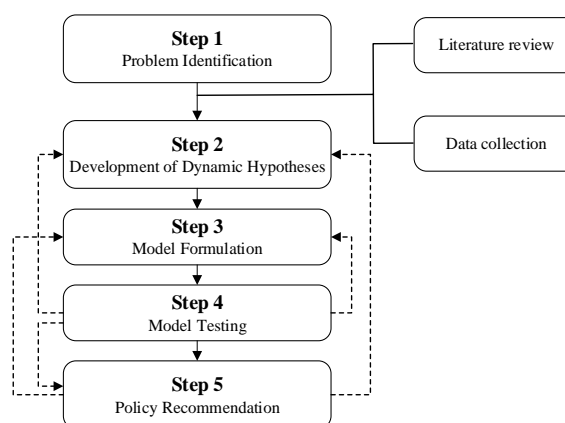 Step 1
Problem Identification
Literature review
Data collection
Step 2
Development of Dynamic Hypotheses
Step 3
Model Formulation
Step 4
Model Testing
Step 5
Policy Recommendation